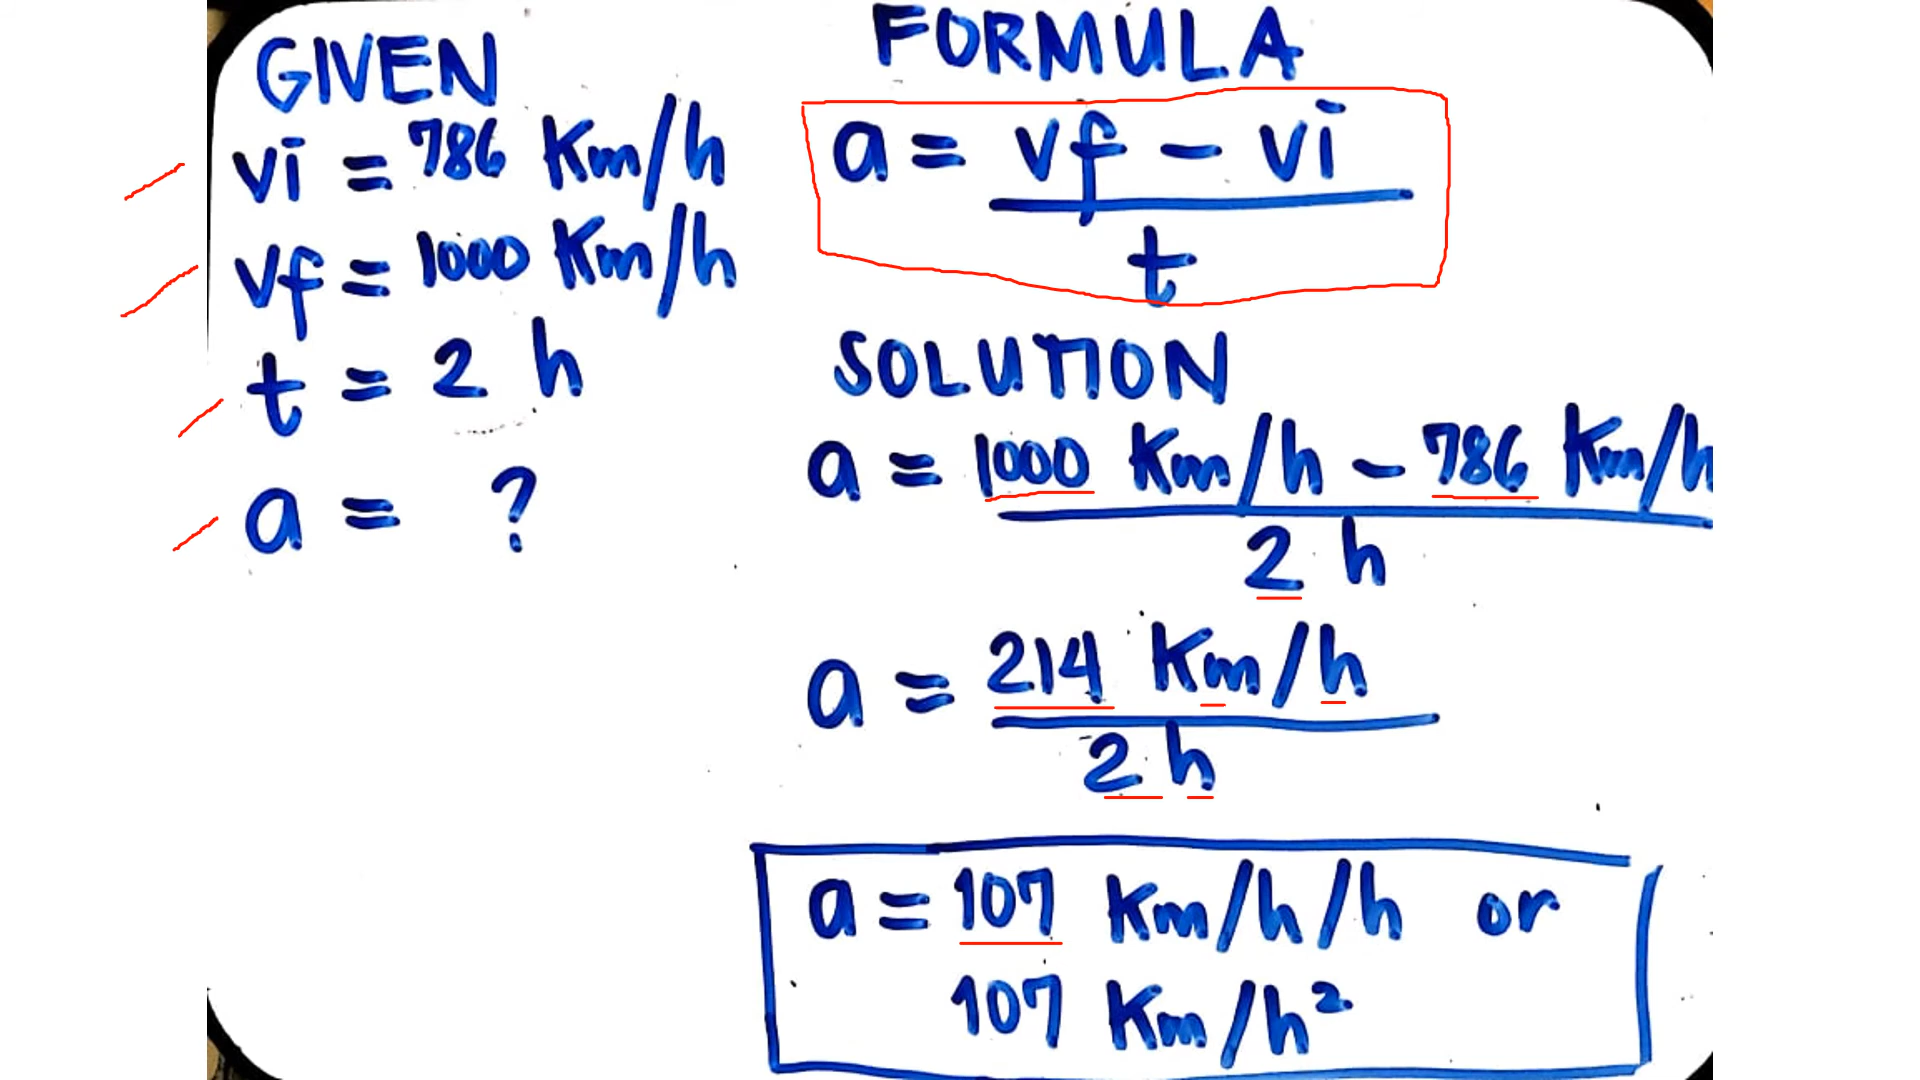 GIVEN
vi = 786 Km/h
vf = 1000 Km/h
t = 2 h
a = ?
FORMULA
a = vf - vi
t
SOLUTION
a = 1000 Km/h - 786 Km/h
2 h
a = 214 Km/h
2 h
a = 107 Km/h/h or
107 Km/h²